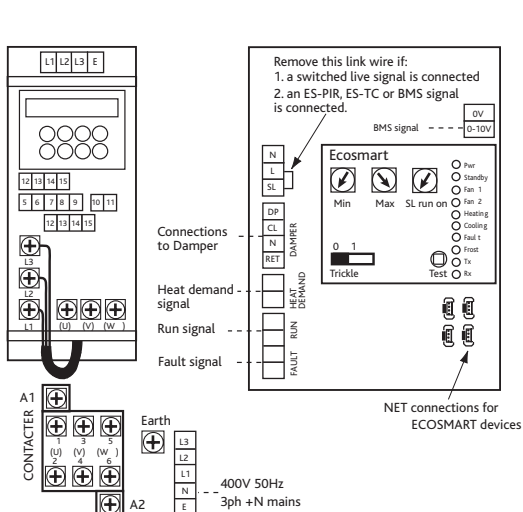 L1 L2 L3 E
12 13 14 15
5 6 7 8 9 10 11
12 13 14 15
L3
L2
L1 (U) (V) (W )
A1
CONTACTER
1 3 5
(U) (V) (W )
2 4 6
A2
Earth
L3
L2
L1
N
E
400V 50Hz
3ph +N mains
Remove this link wire if:
1. a switched live signal is connected
2. an ES-PIR, ES-TC or BMS signal
is connected.
BMS signal
0V
0-10V
N
L
SL
Connections
to Damper
DP
CL
N
RET
DAMPER
Heat demand
signal
HEAT
DEMAND
Run signal
RUN
Fault signal
FAULT
Ecosmart
Min Max SL run on
0 1
Trickle
Test
Pwr
Standby
Fan 1
Fan 2
Heating
Cooling
Faul t
Frost
Tx
Rx
NET connections for
ECOSMART devices